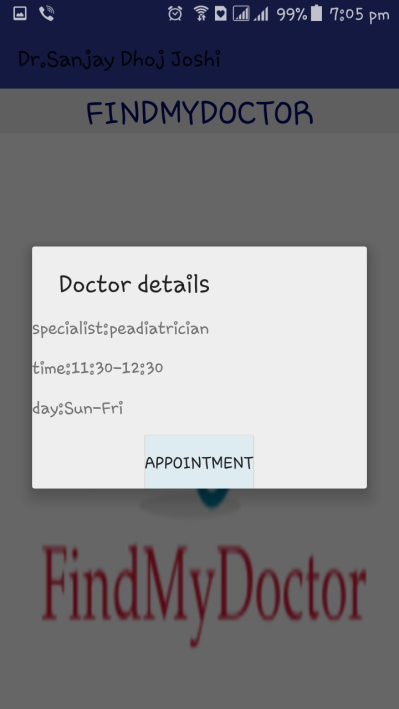 99% 7:05 pm
Dr.Sanjay Dhoj Joshi
FINDMYDOCTOR
Doctor details
specialist:peadiatrician
time:11:30-12:30
day:Sun-Fri
APPOINTMENT
FindMyDoctor